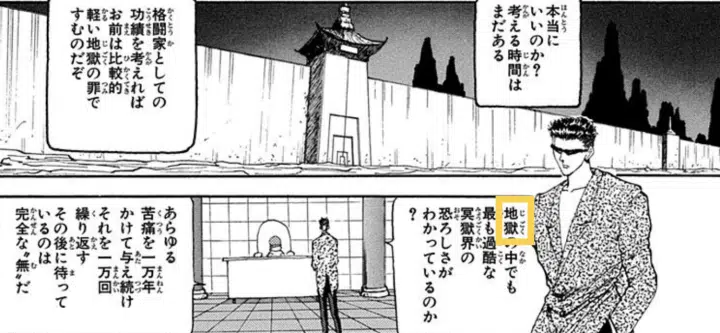 本当に
いいのか?
考える時間は
まだある
格闘家としての
功績を考えれば
お前は比較的
軽い地獄の罪で
すむのだぞ
地獄の中でも
最も過酷な
冥獄界の
恐ろしさが
わかっているのか
?
あらゆる
苦痛を一万年
かけて与え続け
それを一万回
繰り返す
その後に待って
いるのは
完全な“無”だ